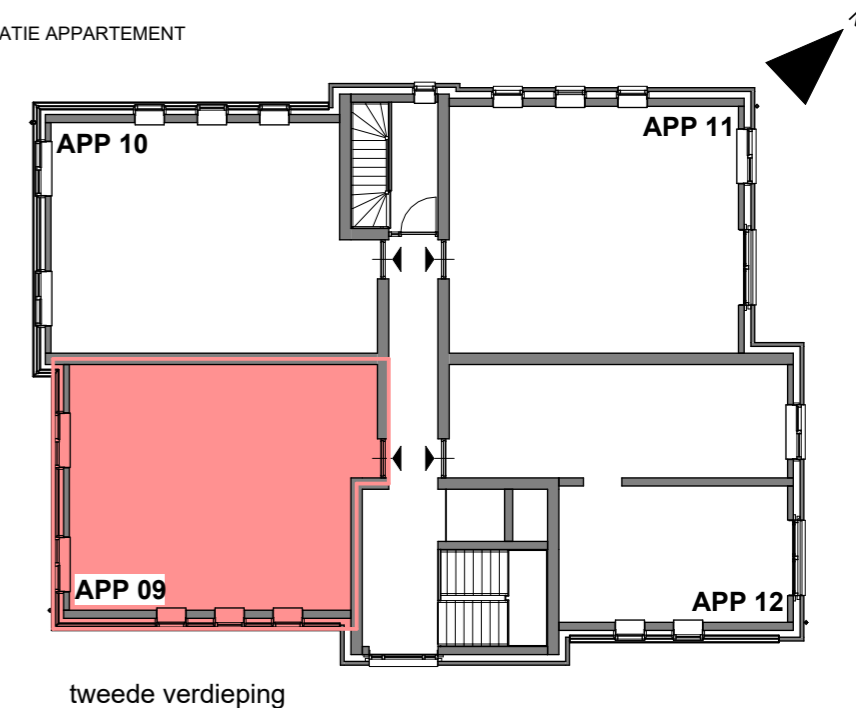 ATIE APPARTEMENT
APP 10
APP 11
APP 09
APP 12
tweede verdieping